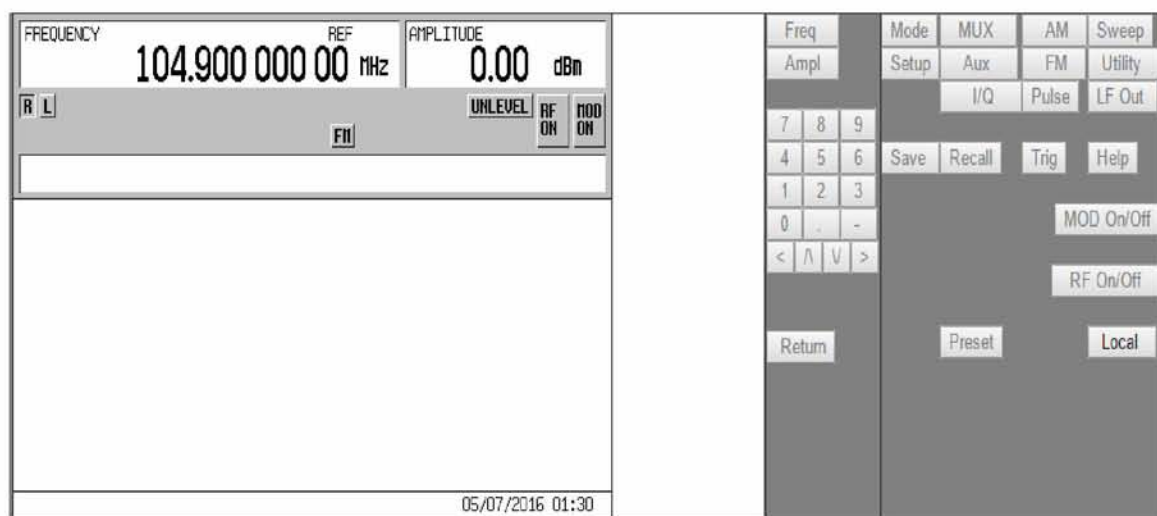 FREQUENCY REF AMPLITUDE
104.900 000 00 MHz 0.00 dBm
R L UNLEVEL RF ON MOD ON
FM
05/07/2016 01:30
Freq
Ampl
7 8 9
4 5 6
1 2 3
0 . -
< /\ \/ >
Return
Mode MUX AM Sweep
Setup Aux FM Utility
I/Q Pulse LF Out
Save Recall Trig Help
MOD On/Off
RF On/Off
Preset Local